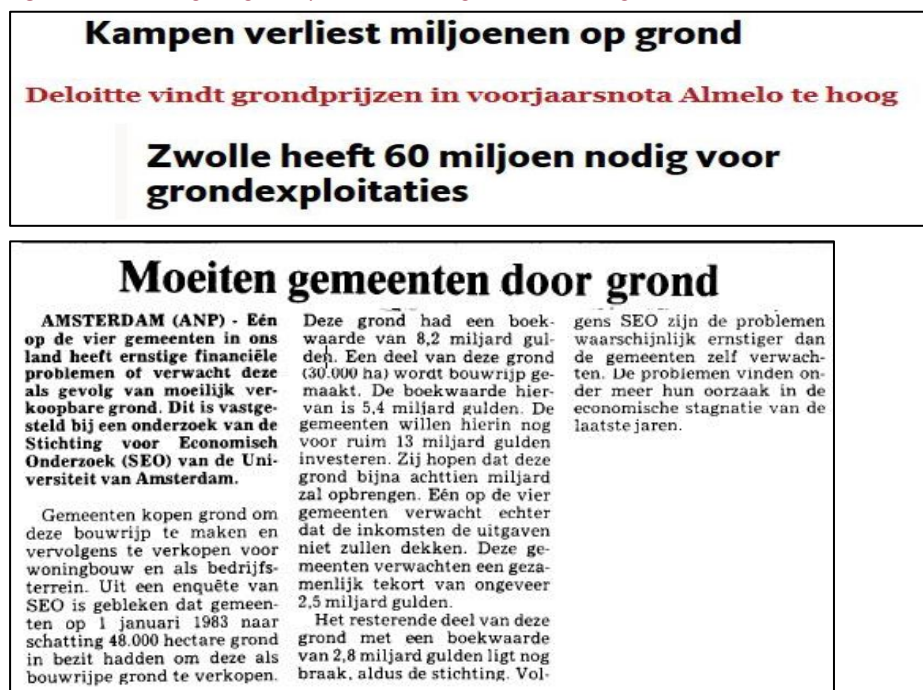 Kampen verliest miljoenen op grond
Deloitte vindt grondprijzen in voorjaarsnota Almelo te hoog
Zwolle heeft 60 miljoen nodig voor
grondexploitaties
Moeiten gemeenten door grond
AMSTERDAM (ANP) - Eén
op de vier gemeenten in ons
land heeft ernstige financiële
problemen of verwacht deze
als gevolg van moeilijk ver-
koopbare grond. Dit is vastge-
steld bij een onderzoek van de
Stichting voor Economisch
Onderzoek (SEO) van de Uni-
versiteit van Amsterdam.
Gemeenten kopen grond om
deze bouwrijp te maken en
vervolgens te verkopen voor
woningbouw en als bedrijfs-
terrein. Uit een enquête van
SEO is gebleken dat gemeen-
ten op 1 januari 1983 naar
schatting 48.000 hectare grond
in bezit hadden om deze als
bouwrijpe grond te verkopen.
Deze grond had een boek-
waarde van 8,2 miljard gul-
den. Een deel van deze grond
(30.000 ha) wordt bouwrijp ge-
maakt. De boekwaarde hier-
van is 5,4 miljard gulden. De
gemeenten willen hierin nog
voor ruim 13 miljard gulden
investeren. Zij hopen dat deze
grond bijna achttien miljard
zal opbrengen. Eén op de vier
gemeenten verwacht echter
dat de inkomsten de uitgaven
niet zullen dekken. Deze ge-
meenten verwachten een geza-
menlijk tekort van ongeveer
2,5 miljard gulden.
Het resterende deel van deze
grond met een boekwaarde
van 2,8 miljard gulden ligt nog
braak, aldus de stichting. Vol-
gens SEO zijn de problemen
waarschijnlijk ernstiger dan
de gemeenten zelf verwach-
ten. De problemen vinden on-
der meer hun oorzaak in de
economische stagnatie van de
laatste jaren.